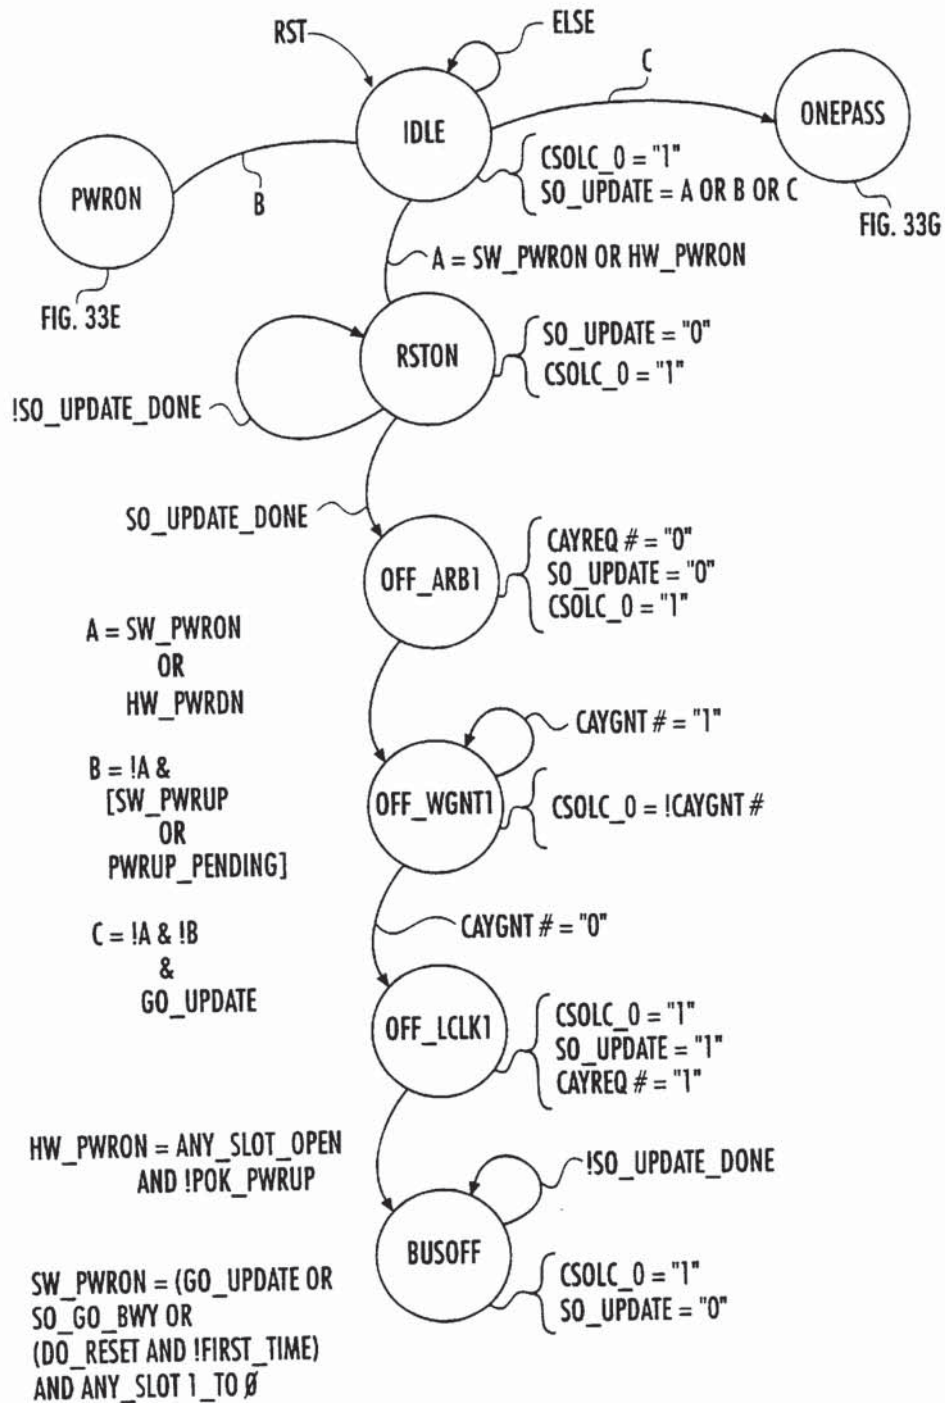 RST
ELSE
C
IDLE
ONEPASS
CSOLC_0 = "1"
SO_UPDATE = A OR B OR C
PWRON
B
FIG. 33G
A = SW_PWRON OR HW_PWRON
FIG. 33E
SO_UPDATE = "0"
CSOLC_0 = "1"
RSTON
!SO_UPDATE_DONE
SO_UPDATE_DONE
OFF_ARB1
CAYREQ # = "0"
SO_UPDATE = "0"
CSOLC_0 = "1"
A = SW_PWRON
OR
HW_PWRDN
CAYGNT # = "1"
B = !A &
[SW_PWRUP
OR
PWRUP_PENDING]
OFF_WGNT1
CSOLC_0 = !CAYGNT #
C = !A & !B
&
GO_UPDATE
CAYGNT # = "0"
OFF_LCLK1
CSOLC_0 = "1"
SO_UPDATE = "1"
CAYREQ # = "1"
HW_PWRON = ANY_SLOT_OPEN
AND !POK_PWRUP
!SO_UPDATE_DONE
BUSOFF
CSOLC_0 = "1"
SO_UPDATE = "0"
SW_PWRON = (GO_UPDATE OR
SO_GO_BWY OR
(DO_RESET AND !FIRST_TIME)
AND ANY_SLOT 1_TO Ø